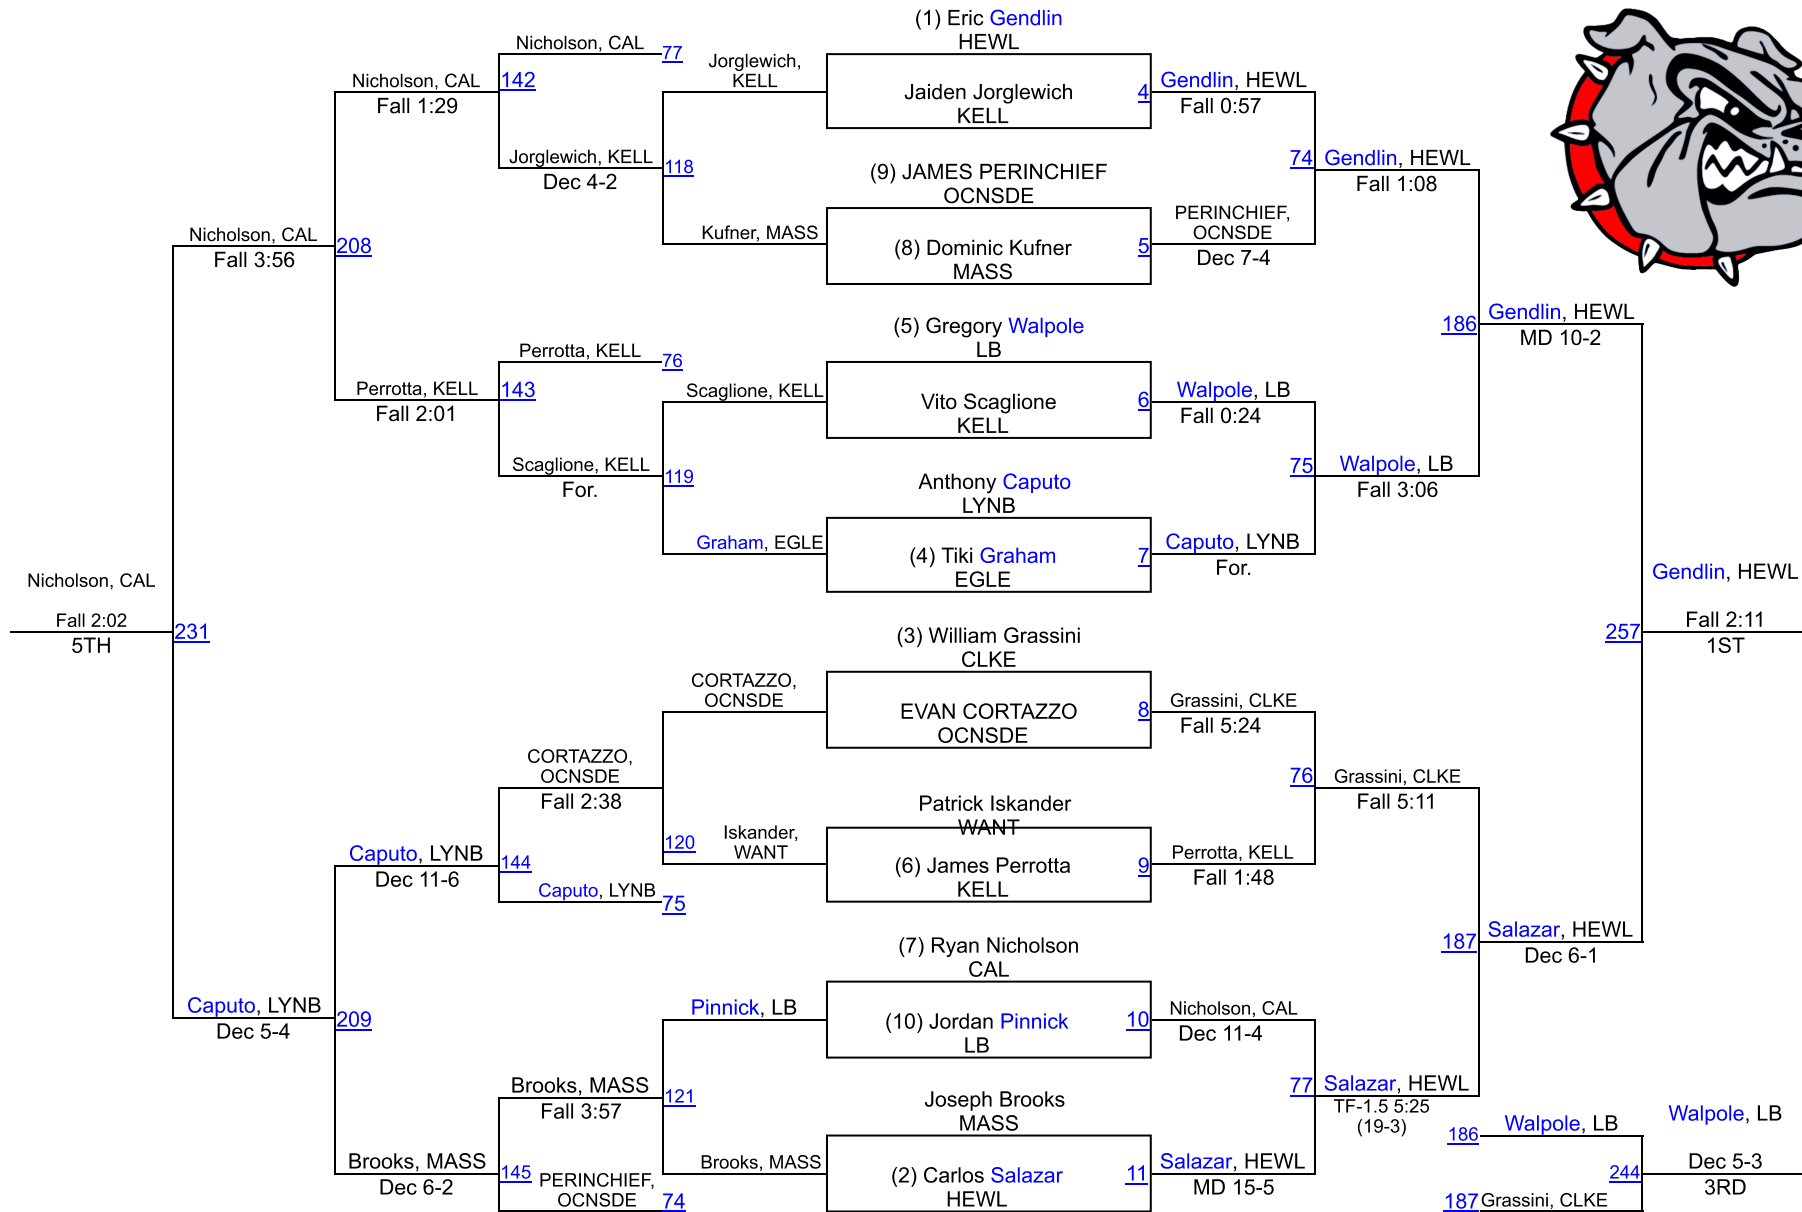 Nicholson, CAL
77
Nicholson, CAL
Fall 1:29
142
Jorglewich,
KELL
Jorglewich, KELL
Dec 4-2
118
Kufner, MASS
Nicholson, CAL
Fall 3:56
208
Perrotta, KELL
76
Perrotta, KELL
Fall 2:01
143
Scaglione, KELL
Scaglione, KELL
For.
119
Graham, EGLE
Nicholson, CAL
Fall 2:02
5TH
231
CORTAZZO,
OCNSDE
CORTAZZO,
OCNSDE
Fall 2:38
120
Iskander,
WANT
Caputo, LYNB
Dec 11-6
144
Caputo, LYNB
75
Caputo, LYNB
Dec 5-4
209
Pinnick, LB
Brooks, MASS
Fall 3:57
121
Brooks, MASS
Brooks, MASS
Dec 6-2
145
PERINCHIEF,
OCNSDE
74
(1) Eric Gendlin
HEWL
Jaiden Jorglewich
KELL
4
(9) JAMES PERINCHIEF
OCNSDE
(8) Dominic Kufner
MASS
5
(5) Gregory Walpole
LB
Vito Scaglione
KELL
6
Anthony Caputo
LYNB
(4) Tiki Graham
EGLE
7
(3) William Grassini
CLKE
EVAN CORTAZZO
OCNSDE
8
Patrick Iskander
WANT
(6) James Perrotta
KELL
9
(7) Ryan Nicholson
CAL
(10) Jordan Pinnick
LB
10
Joseph Brooks
MASS
(2) Carlos Salazar
HEWL
11
Gendlin, HEWL
Fall 0:57
74
Gendlin, HEWL
Fall 1:08
PERINCHIEF,
OCNSDE
Dec 7-4
186
Gendlin, HEWL
MD 10-2
Walpole, LB
Fall 0:24
75
Walpole, LB
Fall 3:06
Caputo, LYNB
For.
Gendlin, HEWL
257
Fall 2:11
1ST
Grassini, CLKE
Fall 5:24
76
Grassini, CLKE
Fall 5:11
Perrotta, KELL
Fall 1:48
187
Salazar, HEWL
Dec 6-1
Nicholson, CAL
Dec 11-4
77
Salazar, HEWL
TF-1.5 5:25
(19-3)
Salazar, HEWL
MD 15-5
186
Walpole, LB
Walpole, LB
244
Dec 5-3
3RD
187
Grassini, CLKE